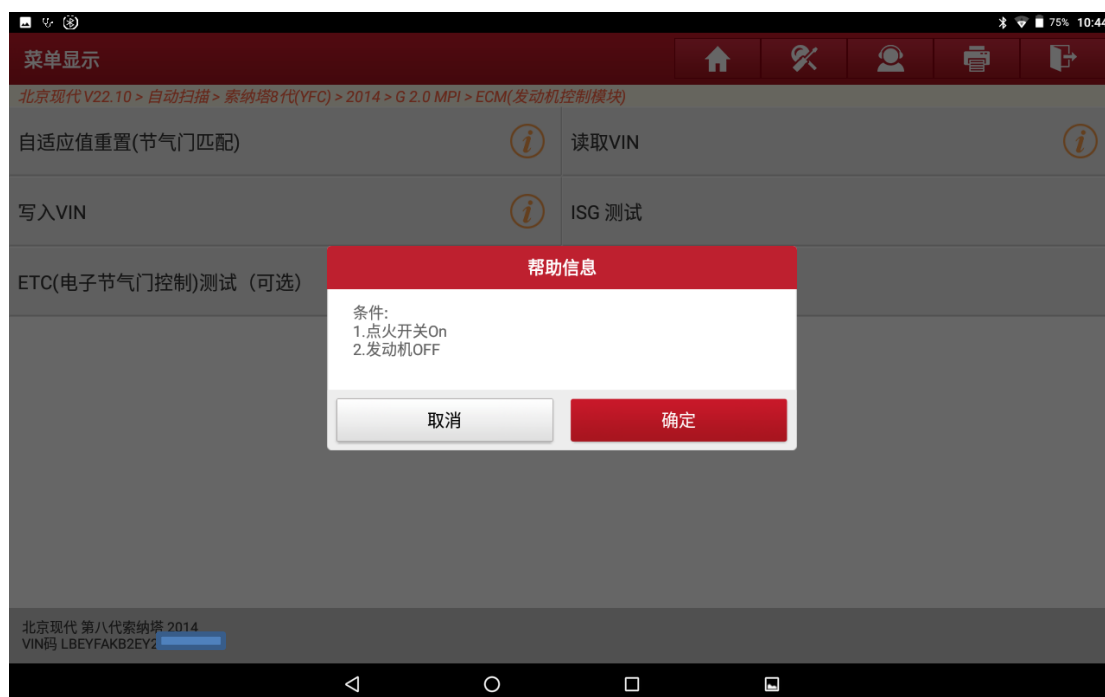 75% 10:44
菜单显示
北京现代 V22.10 > 自动扫描 > 索纳塔8代(YFC) > 2014 > G 2.0 MPI > ECM(发动机控制模块)
自适应值重置(节气门匹配)
读取VIN
写入VIN
ISG 测试
ETC(电子节气门控制)测试（可选）
帮助信息
条件:
1.点火开关On
2.发动机OFF
取消
确定
北京现代 第八代索纳塔 2014
VIN码 LBEYFAKB2EY2